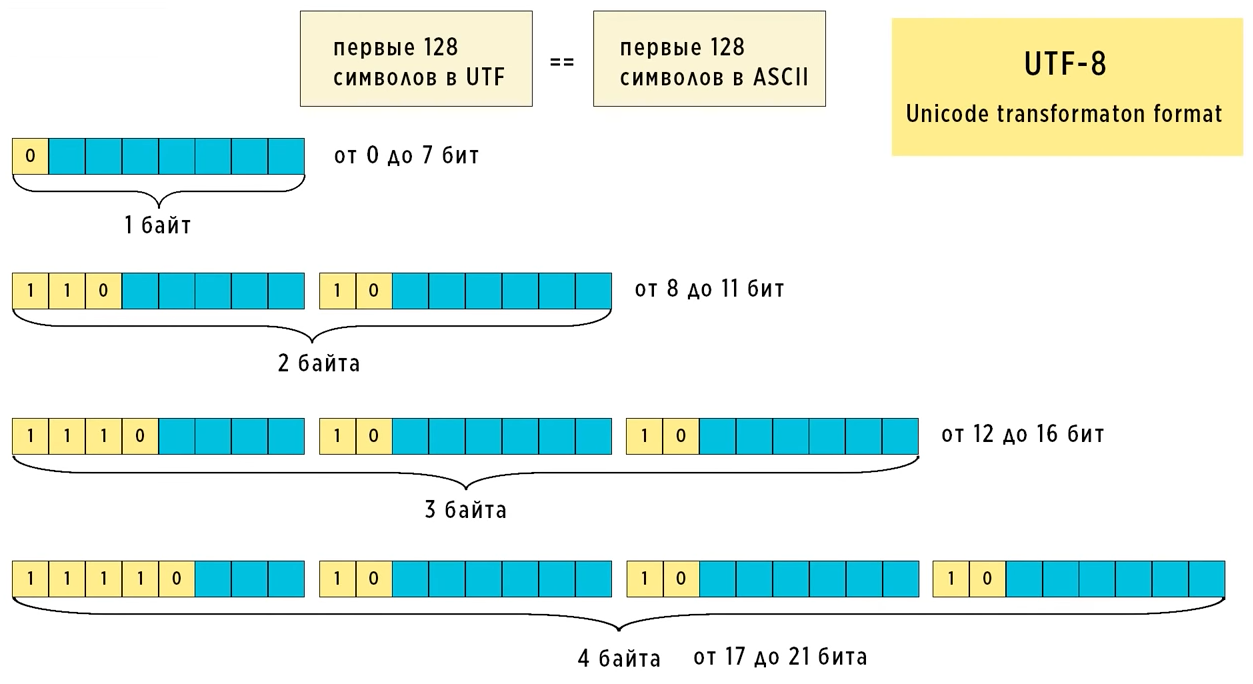 первые 128
символов в UTF
==
первые 128
символов в ASCII
UTF-8
Unicode transformaton format
0
от 0 до 7 бит
1 байт
1 1 0 1 0
от 8 до 11 бит
2 байта
1 1 1 0 1 0 1 0
от 12 до 16 бит
3 байта
1 1 1 1 0 1 0 1 0 1 0
4 байта от 17 до 21 бита